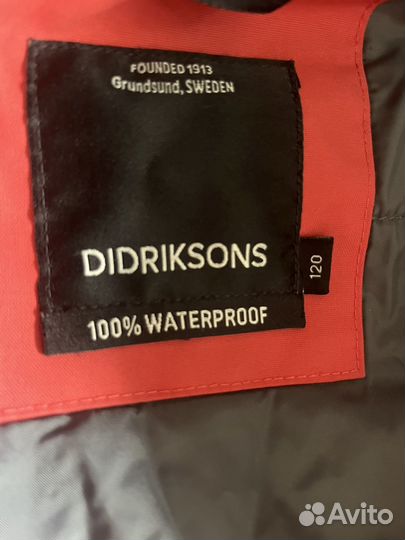 FOUNDED 1913
Grundsund, SWEDEN
DIDRIKSONS
120
100% WATERPROOF
Avito